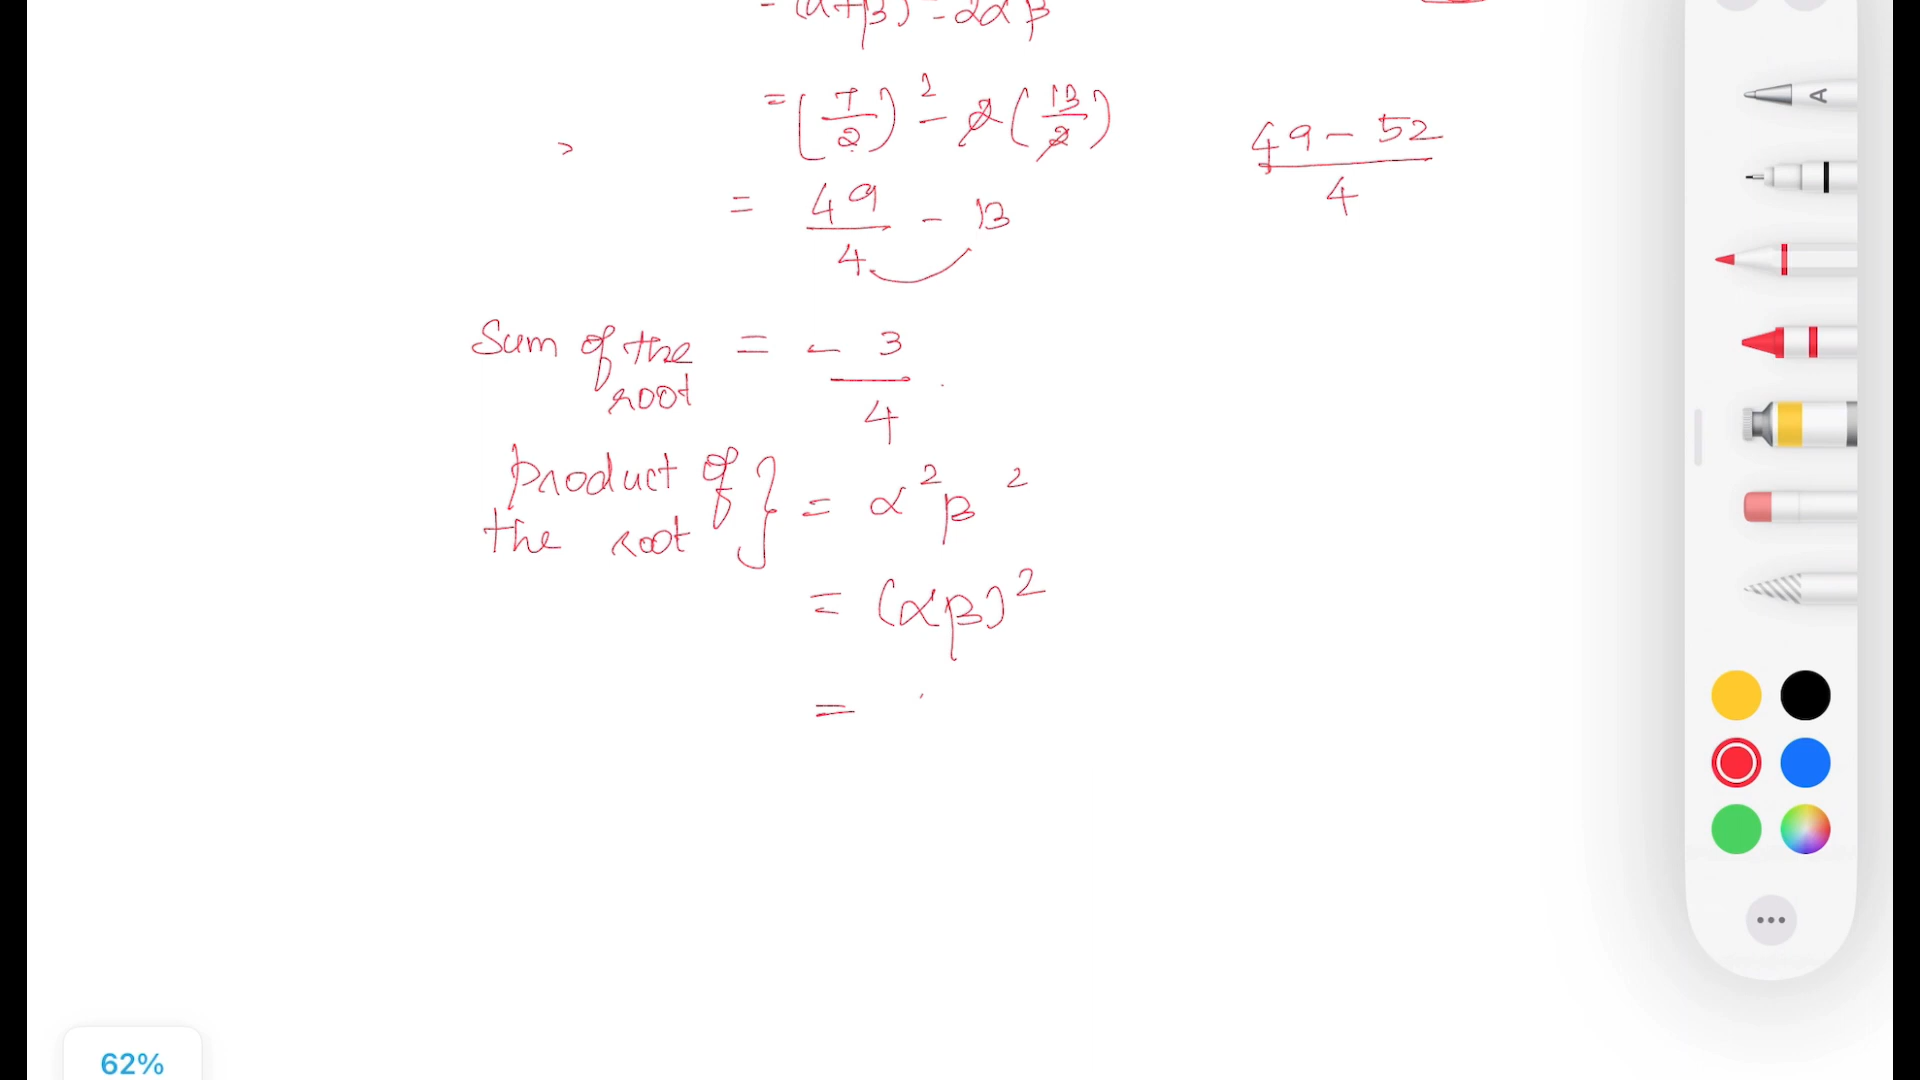 = (α+β) - 2αβ
= (7/2)² - 2(13/2)
49 - 52 / 4
= 49/4 - 13
Sum of the root = - 3/4
product of the root } = α²β²
= (αβ)²
=
A
62%